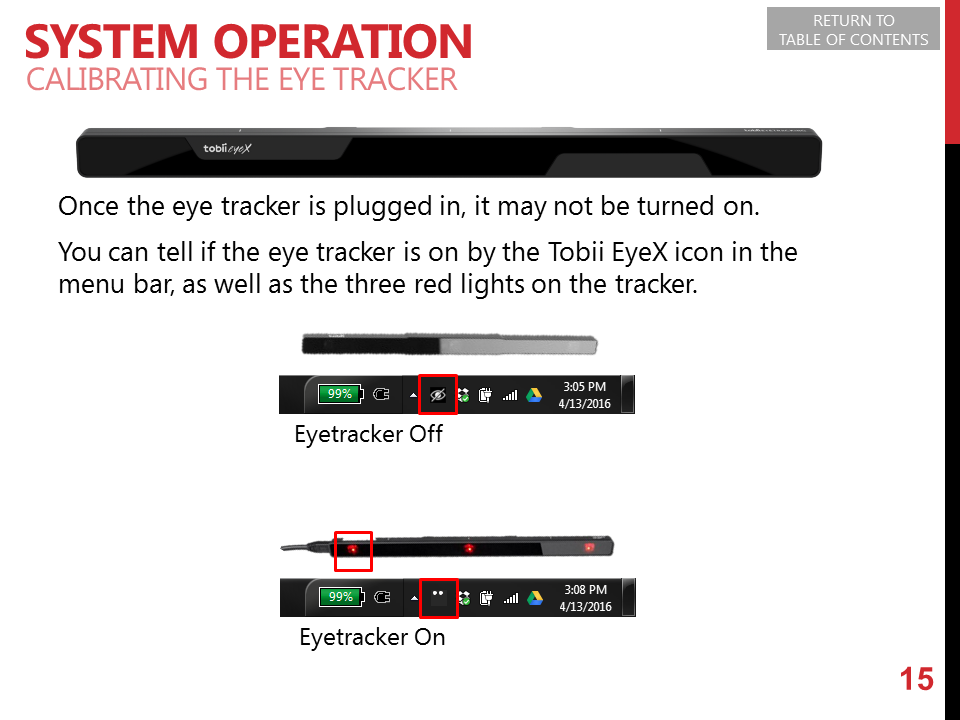 SYSTEM OPERATION
CALIBRATING THE EYE TRACKER
RETURN TO
TABLE OF CONTENTS
tobii eyeX
Once the eye tracker is plugged in, it may not be turned on.
You can tell if the eye tracker is on by the Tobii EyeX icon in the
menu bar, as well as the three red lights on the tracker.
99%
3:05 PM
4/13/2016
Eyetracker Off
99%
3:08 PM
4/13/2016
Eyetracker On
15